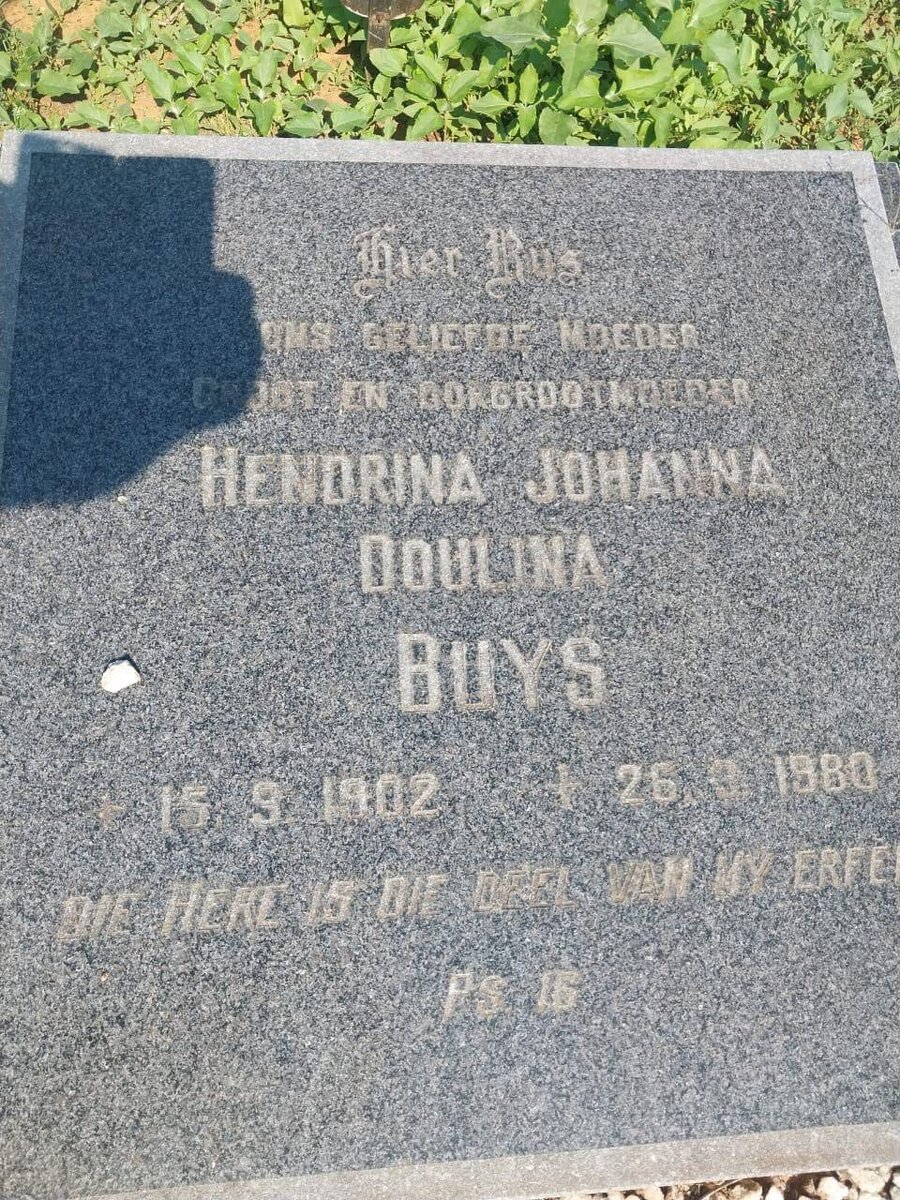 Hier Rus
ONS GELIEFDE MOEDER
GROOT EN OORGROOTMOEDER
HENDRINA JOHANNA
DOULINA
BUYS
15.9.1902 † 26.9.1980
DIE HERE IS DIE DEEL VAN MY
Ps. 16